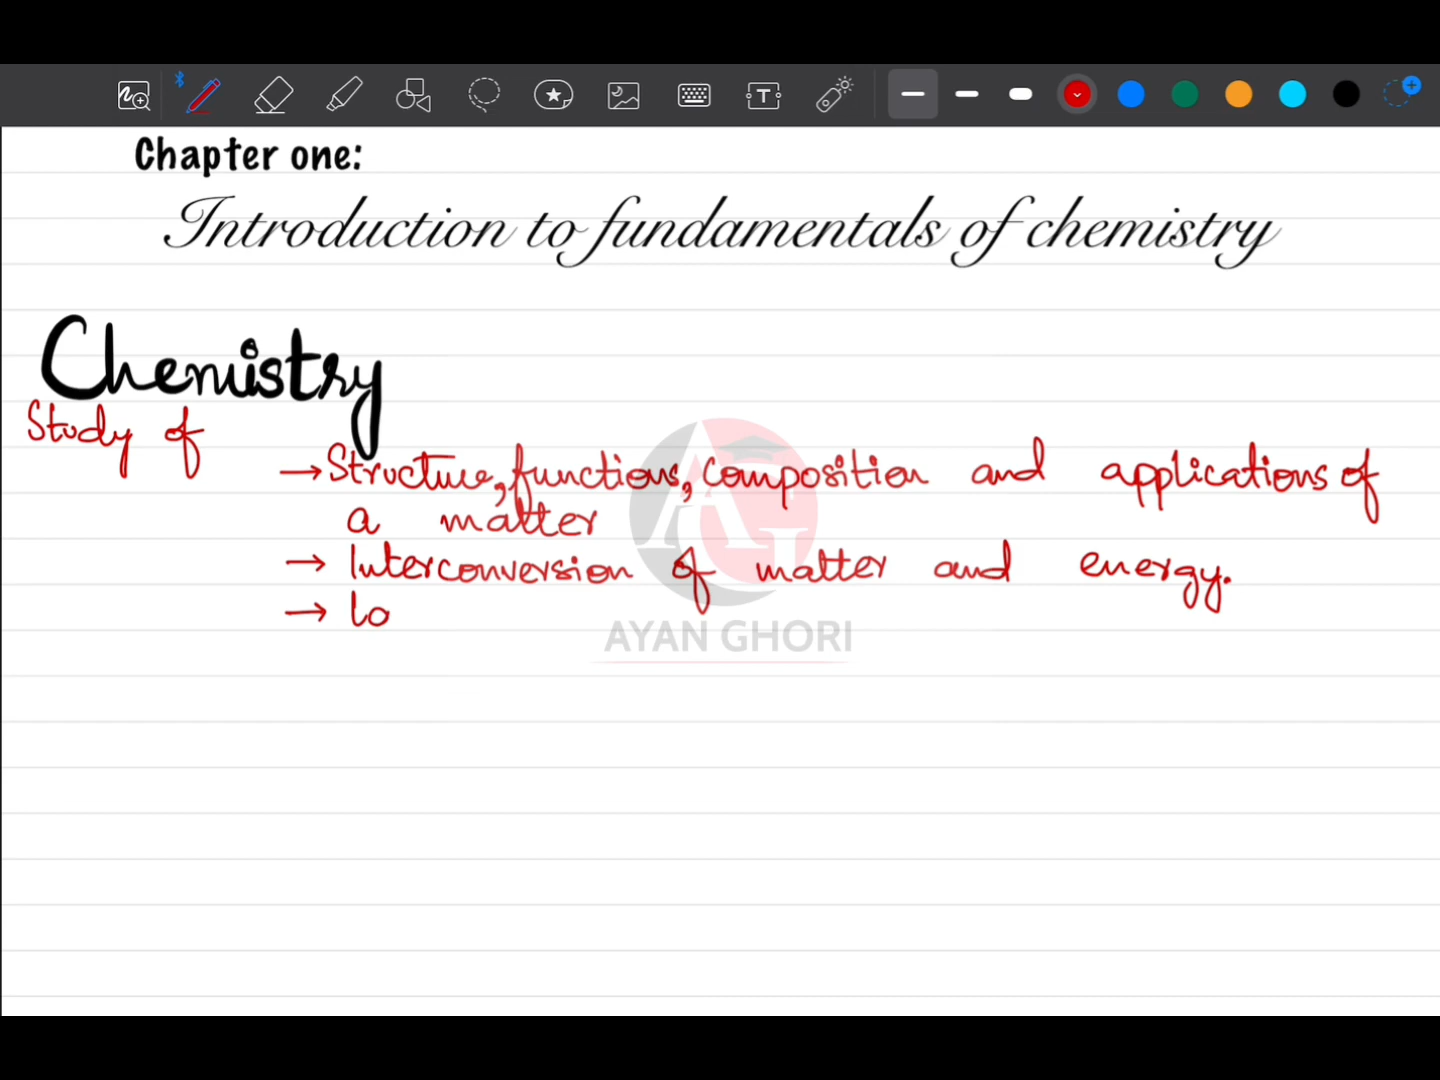 Chapter one:
Introduction to fundamentals of chemistry
Chemistry
Study of
→ Structure, functions, composition and applications of
a matter
→ Interconversion of matter and energy.
→ lo
AYAN GHORI